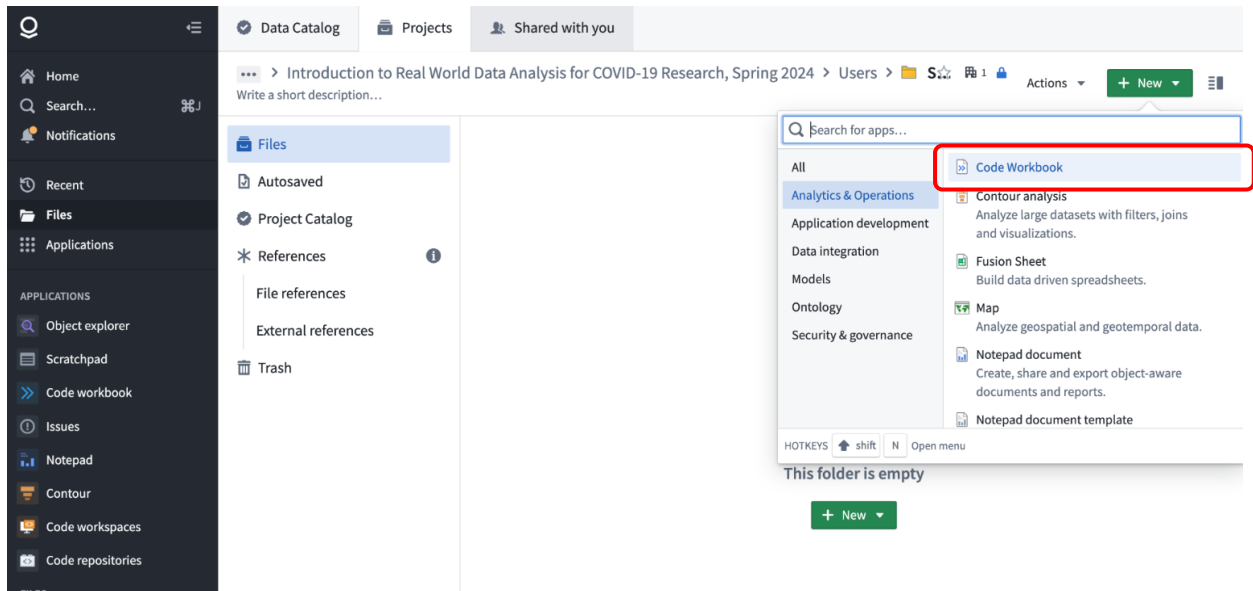 Data Catalog
Projects
Shared with you
Home
Search...
⌘J
Notifications
Recent
Files
Applications
APPLICATIONS
Object explorer
Scratchpad
Code workbook
Issues
Notepad
Contour
Code workspaces
Code repositories
••• > Introduction to Real World Data Analysis for COVID-19 Research, Spring 2024 > Users > S... 1
Write a short description...
Actions
+ New
Files
Autosaved
Project Catalog
References
File references
External references
Trash
Search for apps...
All
Analytics & Operations
Application development
Data integration
Models
Ontology
Security & governance
Code Workbook
Contour analysis
Analyze large datasets with filters, joins
and visualizations.
Fusion Sheet
Build data driven spreadsheets.
Map
Analyze geospatial and geotemporal data.
Notepad document
Create, share and export object-aware
documents and reports.
Notepad document template
HOTKEYS shift N Open menu
This folder is empty
+ New